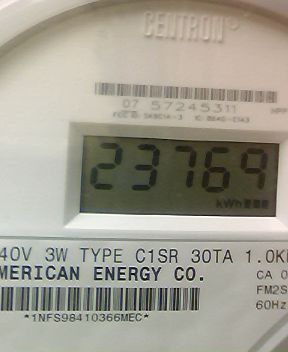 CENTRON
07 57245311
23769
kWh
40V 3W TYPE C1SR 30TA 1.0K
MERICAN ENERGY CO.
CA 0
FM2S
60Hz
*1NFS98410366MEC*